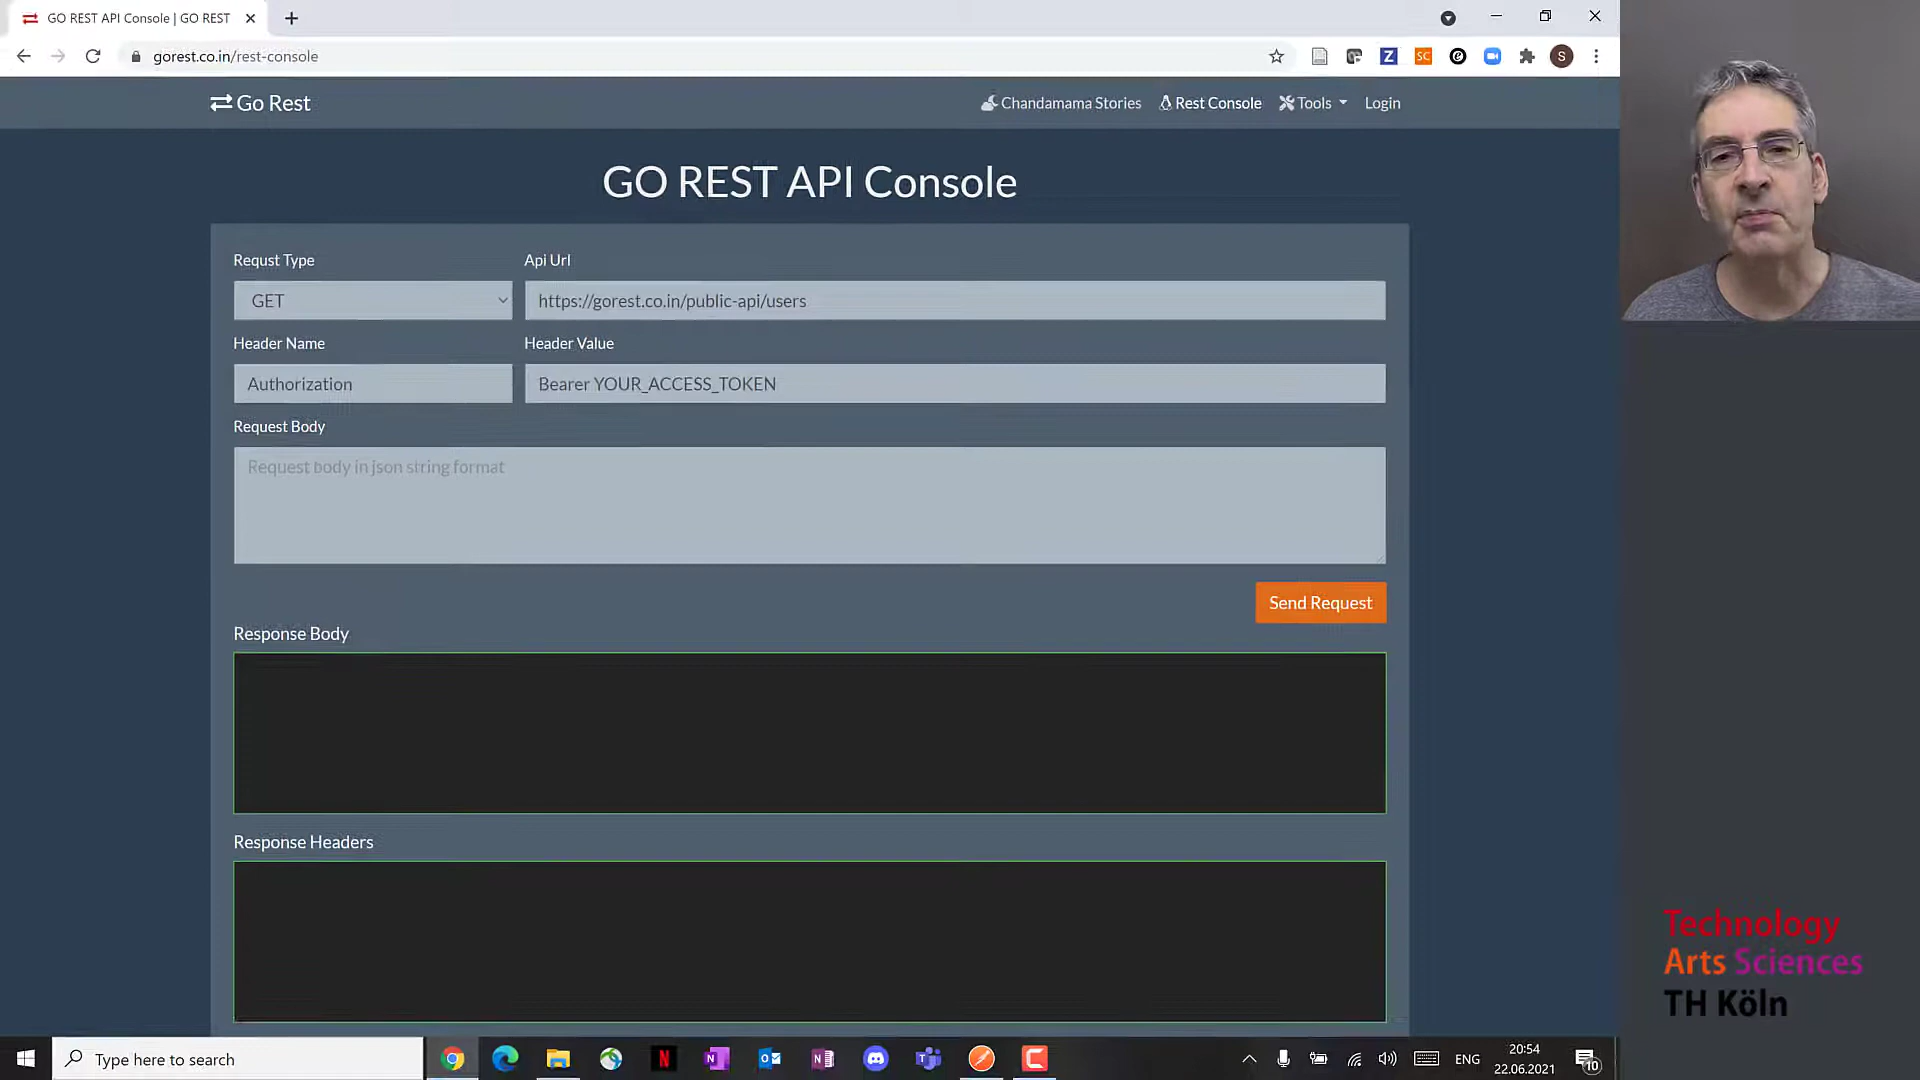 GO REST API Console | GO REST
gorest.co.in/rest-console
Z
SC
S
Go Rest
Chandamama Stories
Rest Console
Tools
Login
GO REST API Console
Requst Type
Api Url
GET
https://gorest.co.in/public-api/users
Header Name
Header Value
Authorization
Bearer YOUR_ACCESS_TOKEN
Request Body
Request body in json string format
Send Request
Response Body
Response Headers
Technology
Arts Sciences
TH Köln
Type here to search
ENG
20:54
22.06.2021
10